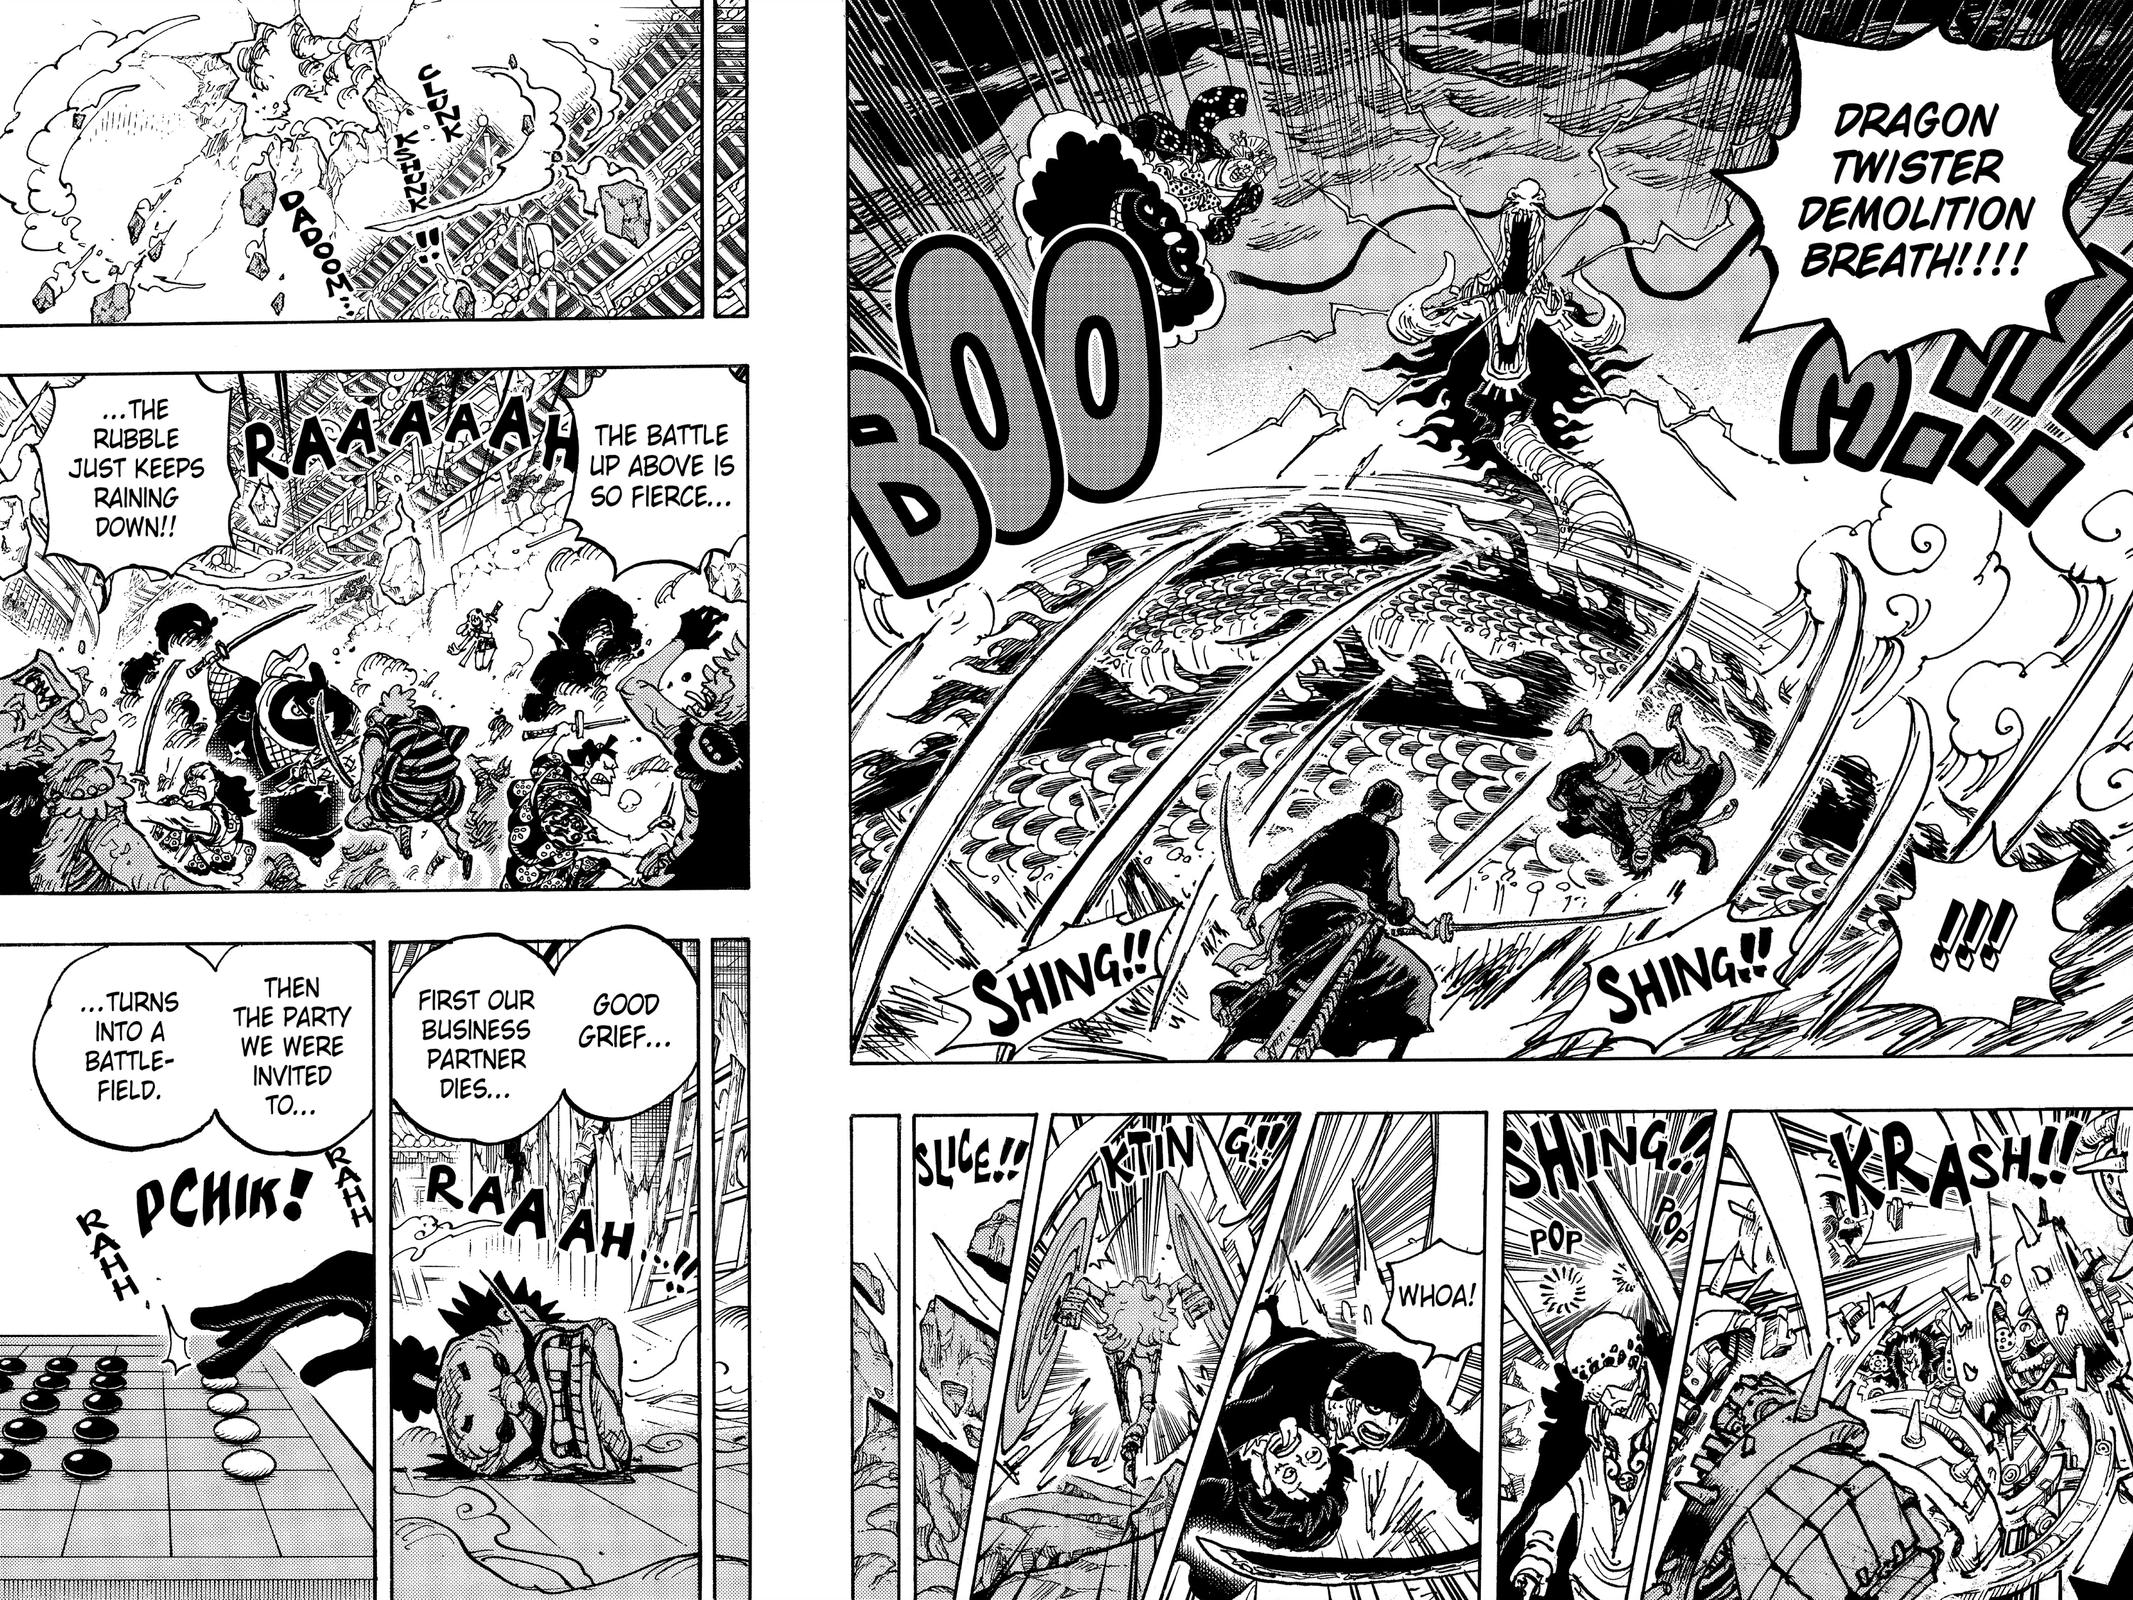 DRAGON
TWISTER
DEMOLITION
BREATH!!!!
BOO
M!!!!
!!!
SHING!!
SHING!!
KRASH!!
SHING!!
POP
POP
WHOA!
KTING!!
SLICE!!
CLUNK
KSHUNK!!
DADOOM...
THE BATTLE
UP ABOVE IS
SO FIERCE...
RAAAAAAH
...THE
RUBBLE
JUST KEEPS
RAINING
DOWN!!
GOOD
GRIEF...
FIRST OUR
BUSINESS
PARTNER
DIES...
RAAAH...!!
THEN
THE PARTY
WE WERE
INVITED
TO...
...TURNS
INTO A
BATTLE-
FIELD.
RAHH
PCHIK!
RAHH